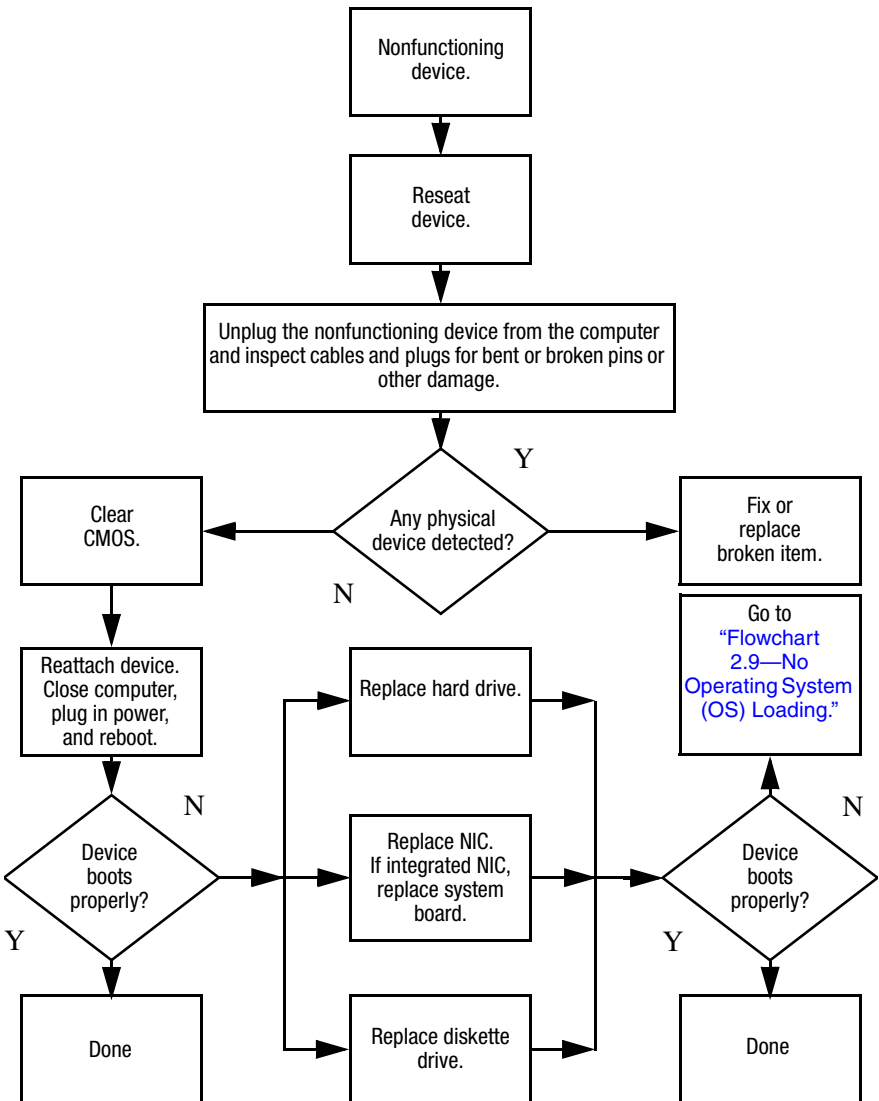 Nonfunctioning
device.
Reseat
device.
Unplug the nonfunctioning device from the computer
and inspect cables and plugs for bent or broken pins or
other damage.
Y
Clear
CMOS.
Any physical
device detected?
Fix or
replace
broken item.
N
Go to
“Flowchart
2.9—No
Operating System
(OS) Loading.”
Reattach device.
Close computer,
plug in power,
and reboot.
Replace hard drive.
N
N
Device
boots
properly?
Replace NIC.
If integrated NIC,
replace system
board.
Device
boots
properly?
Y
Y
Done
Replace diskette
drive.
Done